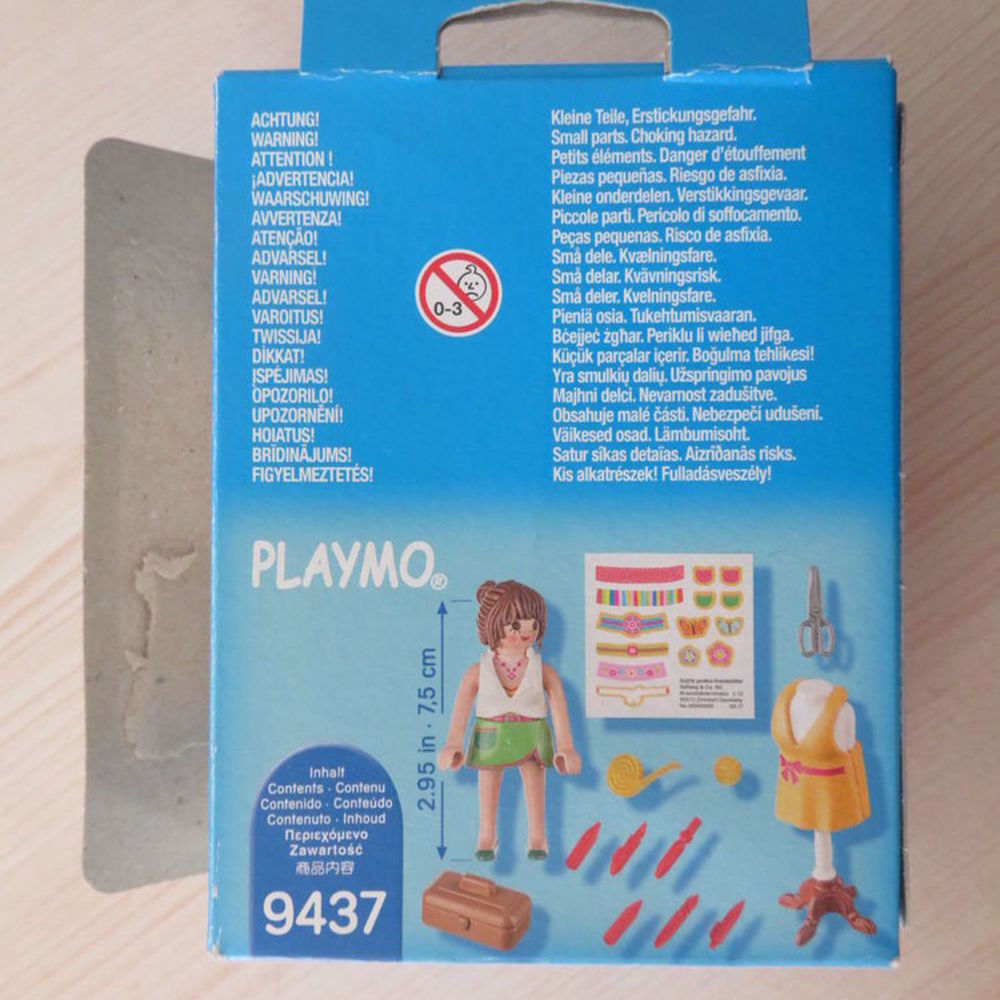 ACHTUNG! Kleine Teile, Erstickungsgefahr.
WARNING! Small parts. Choking hazard.
ATTENTION ! Petits éléments. Danger d'étouffement
¡ADVERTENCIA! Piezas pequeñas. Riesgo de asfixia.
WAARSCHUWING! Kleine onderdelen. Verstikkingsgevaar.
AVVERTENZA! Piccole parti. Pericolo di soffocamento.
ATENÇÃO! Peças pequenas. Risco de asfixia.
ADVARSEL! Små dele. Kvælningsfare.
VARNING! Små delar. Kvävningsrisk.
ADVARSEL! Små deler. Kvelningsfare.
VAROITUS! Pieniä osia. Tukehtumisvaaran.
TWISSIJA! Bċejjeċ żgħar. Periklu li wieħed jifga.
DİKKAT! Küçük parçalar içerir. Boğulma tehlikesi!
ĮSPĖJIMAS! Yra smulkių dalių. Užspringimo pavojus
OPOZORILO! Majhni delci. Nevarnost zadušitve.
UPOZORNĚNÍ! Obsahuje malé části. Nebezpečí udušení.
HOIATUS! Väikesed osad. Lämbumisoht.
BRĪDINĀJUMS! Satur sīkas detaļas. Aizrīšanās risks.
FIGYELMEZTETÉS! Kis alkatrészek! Fulladásveszély!
0-3
PLAYMO®
2.95 in · 7,5 cm
Inhalt
Contents · Contenu
Contenido · Conteúdo
Contenuto · Inhoud
Περιεχόμενο
Zawartość
商品内容
9437